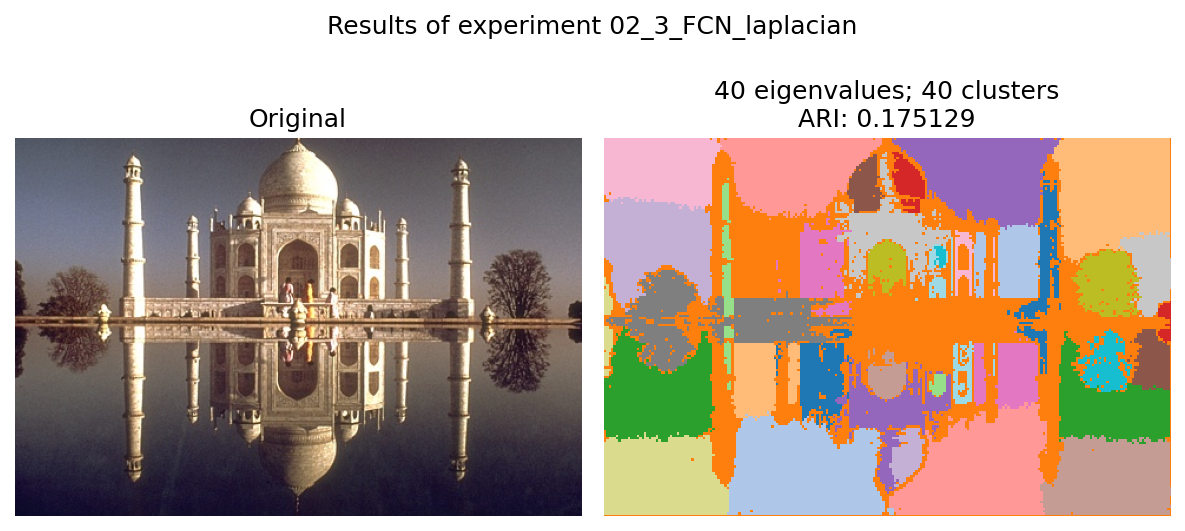 Results of experiment 02_3_FCN_laplacian
Original
40 eigenvalues; 40 clusters
ARI: 0.175129